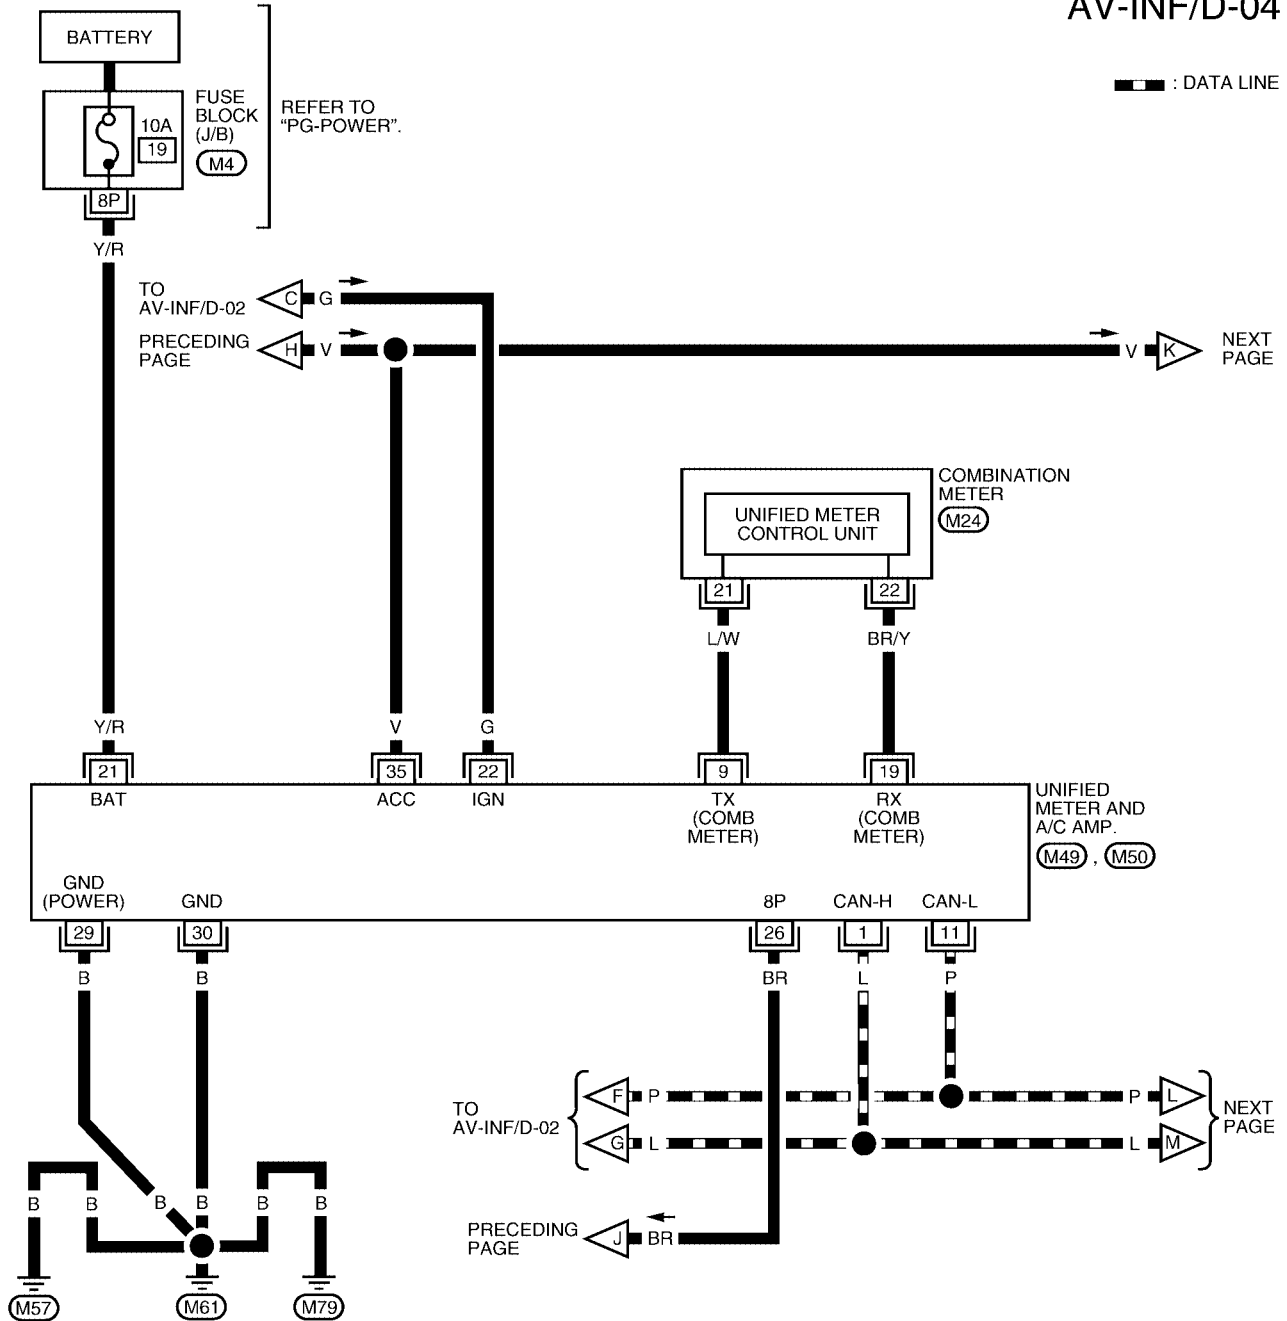 AV-INF/D-04
BATTERY
: DATA LINE
FUSE
BLOCK
(J/B)
M4
10A
19
8P
REFER TO
“PG-POWER”.
Y/R
TO
AV-INF/D-02
C
G
PRECEDING
PAGE
H
V
V
K
NEXT
PAGE
COMBINATION
METER
M24
UNIFIED METER
CONTROL UNIT
21
22
L/W
BR/Y
Y/R
V
G
21
35
22
9
19
BAT
ACC
IGN
TX
(COMB
METER)
RX
(COMB
METER)
UNIFIED
METER AND
A/C AMP.
M49 , M50
GND
(POWER)
GND
8P
CAN-H
CAN-L
29
30
26
1
11
B
B
BR
L
P
TO
AV-INF/D-02
F
P
P
L
G
L
L
M
NEXT
PAGE
B
B
B
B
B
B
PRECEDING
PAGE
J
BR
M57
M61
M79